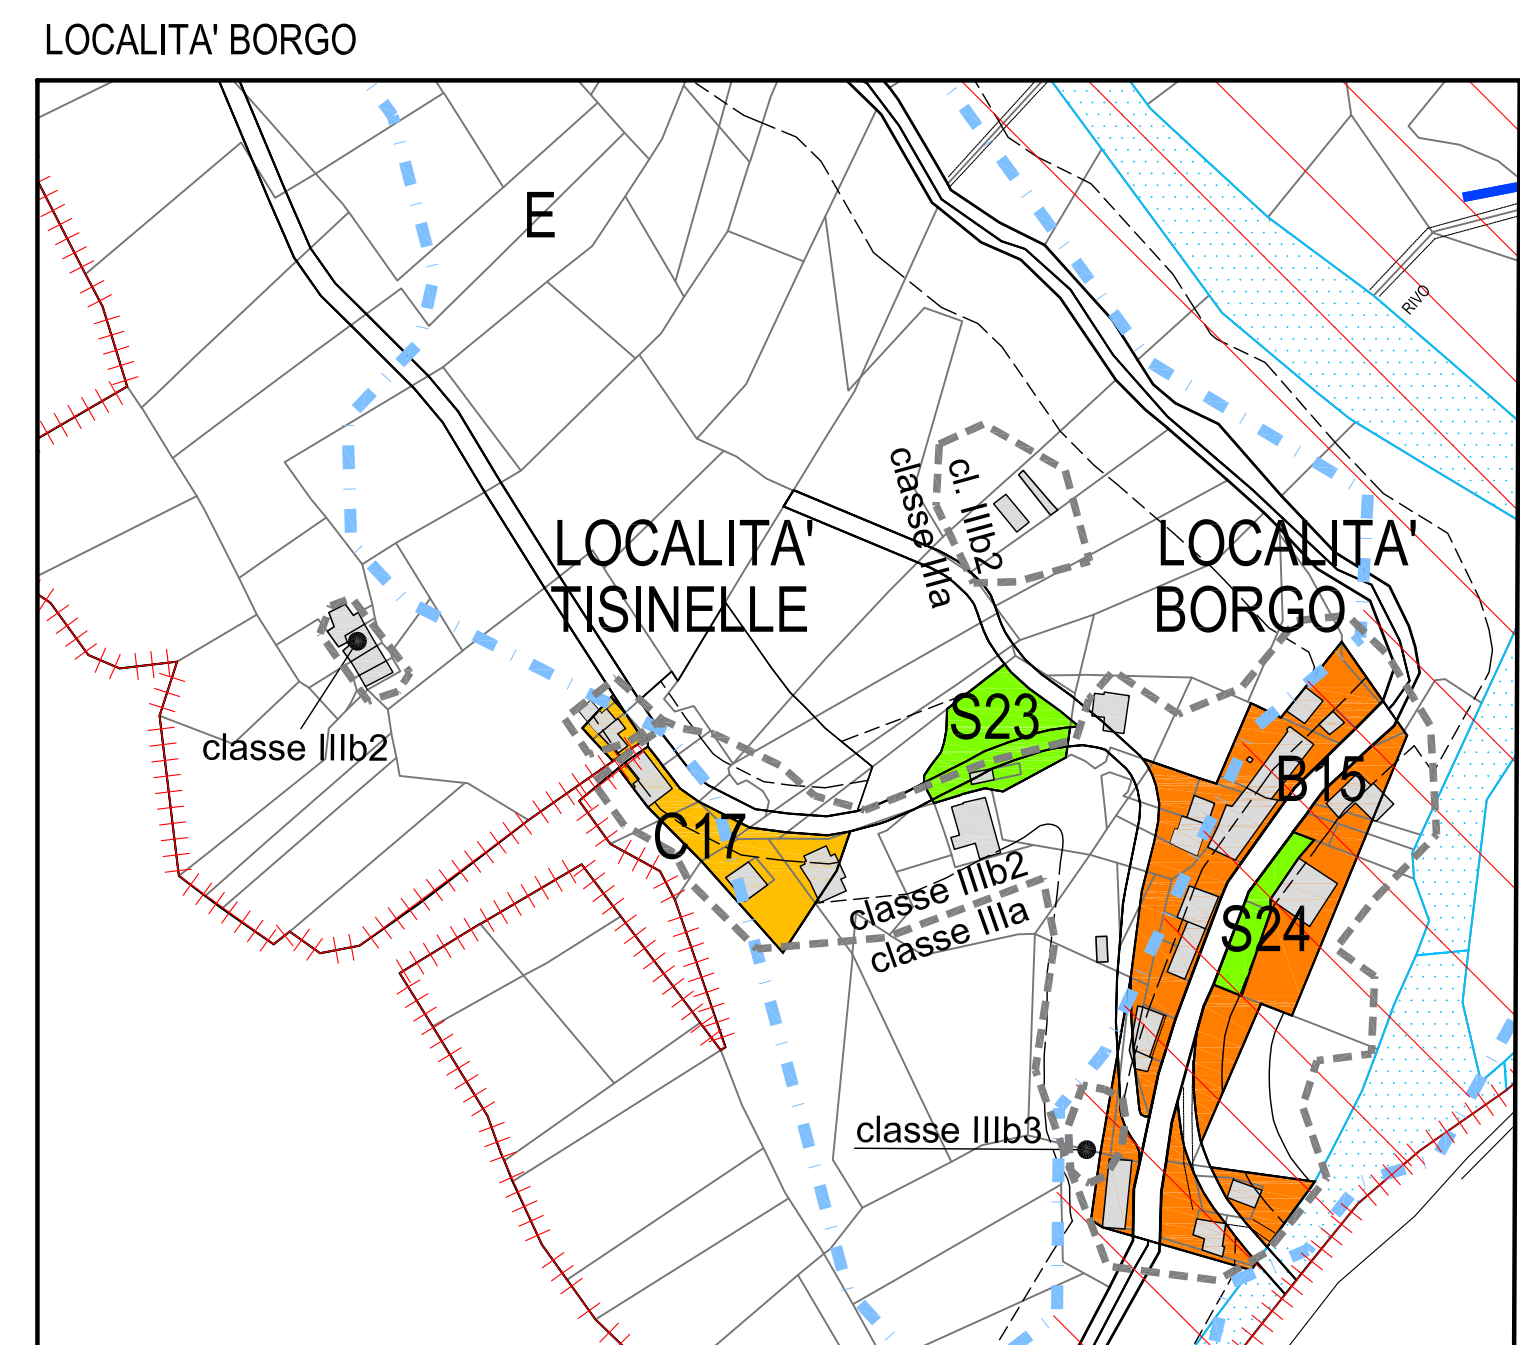 LOCALITA' BORGO
E
RIVO
classe IIIa
cl. IIIb2
LOCALITA'
TISINELLE
LOCALITA'
BORGO
S23
classe IIIb2
B15
C17
classe IIIb2
classe IIIa
S24
classe IIIb3